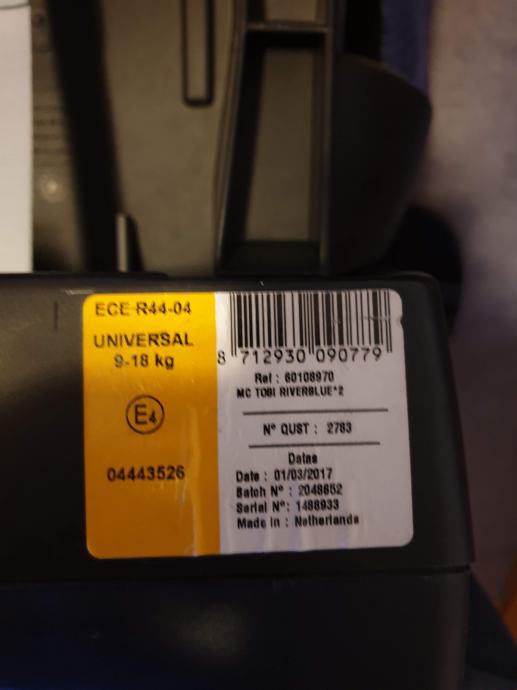 ECE R44-04
UNIVERSAL
9-18 kg
E4
04443526
8 712930 090779
Ref : 60108970
MC TOBI RIVERBLUE*2
N° QUST : 2783
Datas
Date : 01/03/2017
Batch N° : 2048652
Serial N° : 1488933
Made in : Netherlands